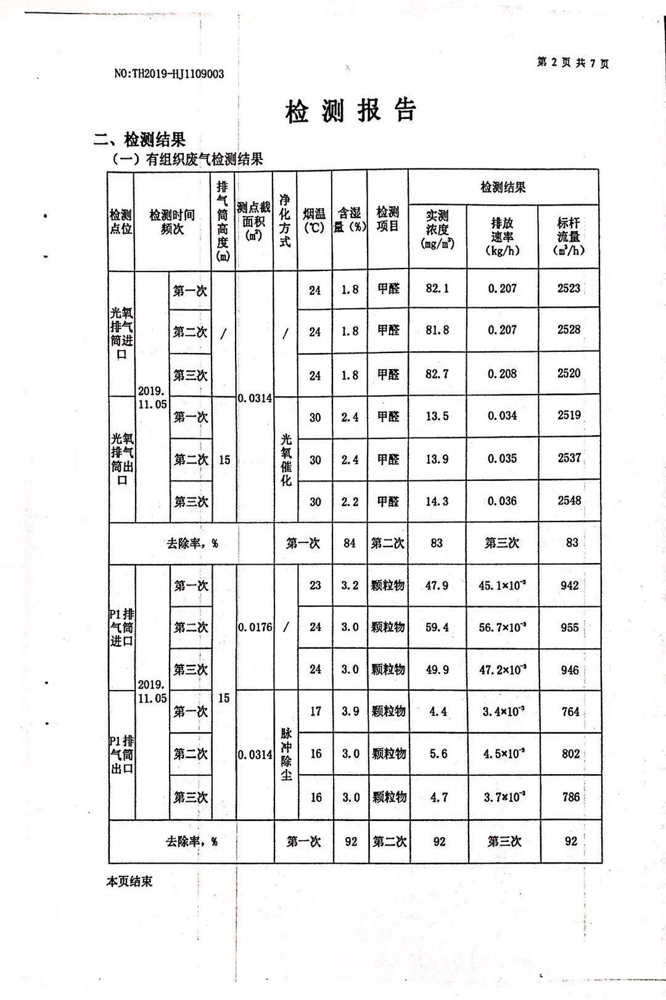 第 2 页 共 7 页
NO:TH2019-HJ1109003
检 测 报 告
二、检测结果
（一）有组织废气检测结果
检测点位 检测时间频次 排气筒高度(m) 测点截面积(㎡) 净化方式 烟温(℃) 含湿量（%） 检测项目 检测结果
实测浓度(mg/m³) 排放速率（kg/h） 标杆流量（m³/h）
光氧排气筒进口 2019.11.05 第一次 / 0.0314 / 24 1.8 甲醛 82.1 0.207 2523
第二次 24 1.8 甲醛 81.8 0.207 2528
第三次 24 1.8 甲醛 82.7 0.208 2520
光氧排气筒出口 第一次 15 光氧催化 30 2.4 甲醛 13.5 0.034 2519
第二次 30 2.4 甲醛 13.9 0.035 2537
第三次 30 2.2 甲醛 14.3 0.036 2548
去除率，% 第一次 84 第二次 83 第三次 83
P1排气筒进口 2019.11.05 第一次 15 0.0176 / 23 3.2 颗粒物 47.9 45.1×10⁻³ 942
第二次 24 3.0 颗粒物 59.4 56.7×10⁻³ 955
第三次 24 3.0 颗粒物 49.9 47.2×10⁻³ 946
P1排气筒出口 第一次 0.0314 脉冲除尘 17 3.9 颗粒物 4.4 3.4×10⁻³ 764
第二次 16 3.0 颗粒物 5.6 4.5×10⁻³ 802
第三次 16 3.0 颗粒物 4.7 3.7×10⁻³ 786
去除率，% 第一次 92 第二次 92 第三次 92
本页结束